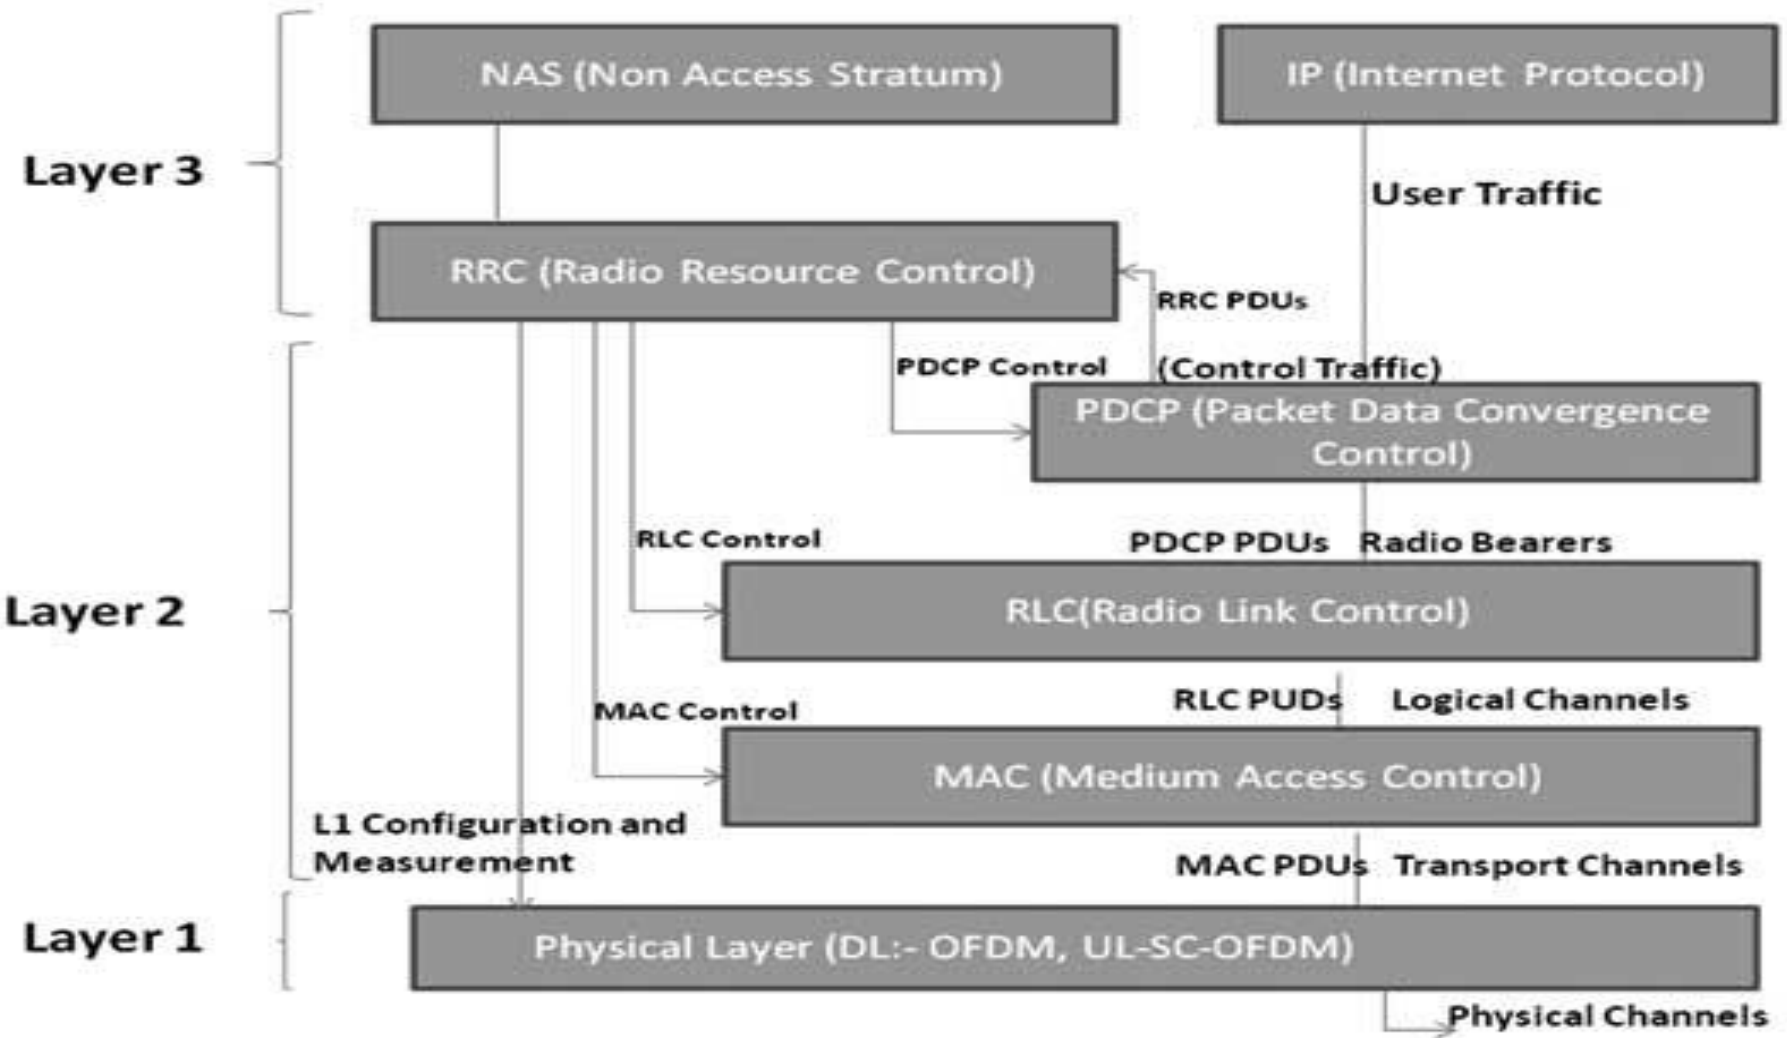 NAS (Non Access Stratum)
IP (Internet Protocol)
Layer 3
User Traffic
RRC (Radio Resource Control)
RRC PDUs
PDCP Control
(Control Traffic)
PDCP (Packet Data Convergence
Control)
RLC Control
PDCP PDUs
Radio Bearers
Layer 2
RLC(Radio Link Control)
RLC PUDs
Logical Channels
MAC Control
MAC (Medium Access Control)
L1 Configuration and
Measurement
MAC PDUs
Transport Channels
Layer 1
Physical Layer (DL:- OFDM, UL-SC-OFDM)
Physical Channels